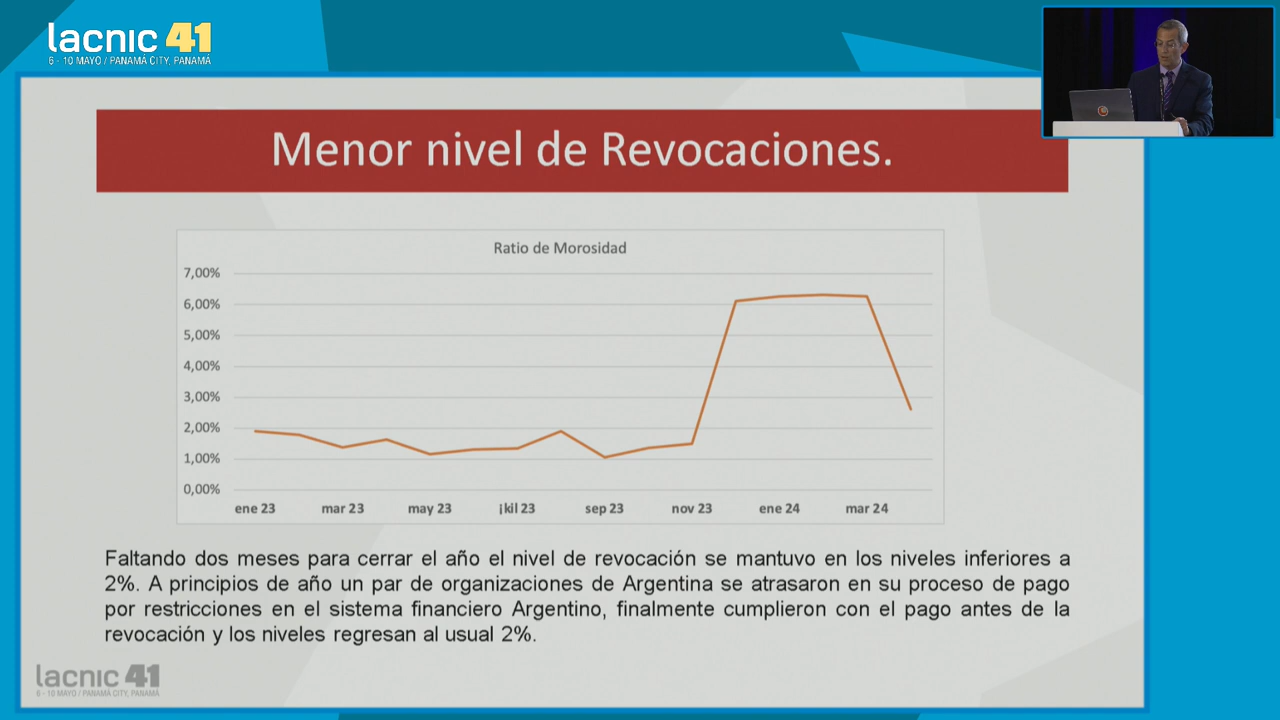 lacnic 41
6 - 10 MAYO / PANAMÁ CITY, PANAMÁ
Menor nivel de Revocaciones.
Ratio de Morosidad
7,00%
6,00%
5,00%
4,00%
3,00%
2,00%
1,00%
0,00%
ene 23 mar 23 may 23 ¡kil 23 sep 23 nov 23 ene 24 mar 24
Faltando dos meses para cerrar el año el nivel de revocación se mantuvo en los niveles inferiores a
2%. A principios de año un par de organizaciones de Argentina se atrasaron en su proceso de pago
por restricciones en el sistema financiero Argentino, finalmente cumplieron con el pago antes de la
revocación y los niveles regresan al usual 2%.
lacnic 41
6 - 10 MAYO / PANAMÁ CITY, PANAMÁ